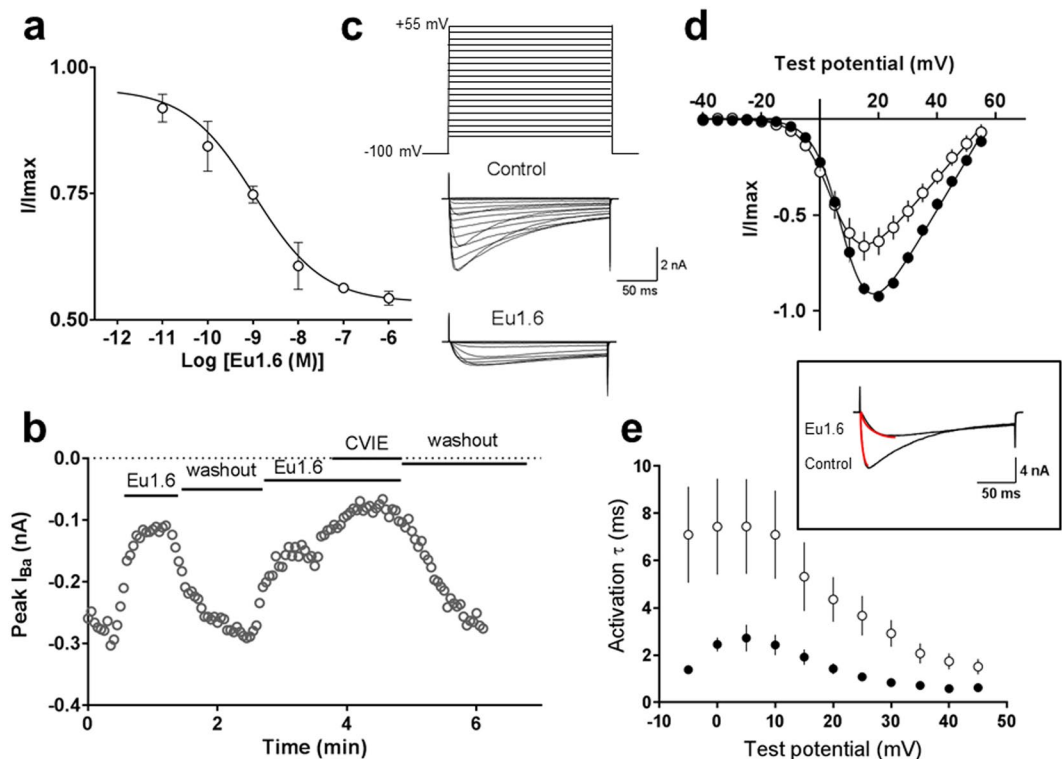 a
1.00
0.75
0.50
I/Imax
-12 -11 -10 -9 -8 -7 -6
Log [Eu1.6 (M)]
b
0.0
-0.1
-0.2
-0.3
-0.4
Peak IBa (nA)
Eu1.6
washout
Eu1.6
CVIE
washout
0 2 4 6
Time (min)
c
+55 mV
-100 mV
Control
2 nA
50 ms
Eu1.6
d
Test potential (mV)
-40 -20 20 40 60
I/Imax
-0.5
-1.0
e
Eu1.6
Control
4 nA
50 ms
10
8
6
4
2
0
Activation τ (ms)
-10 0 10 20 30 40 50
Test potential (mV)